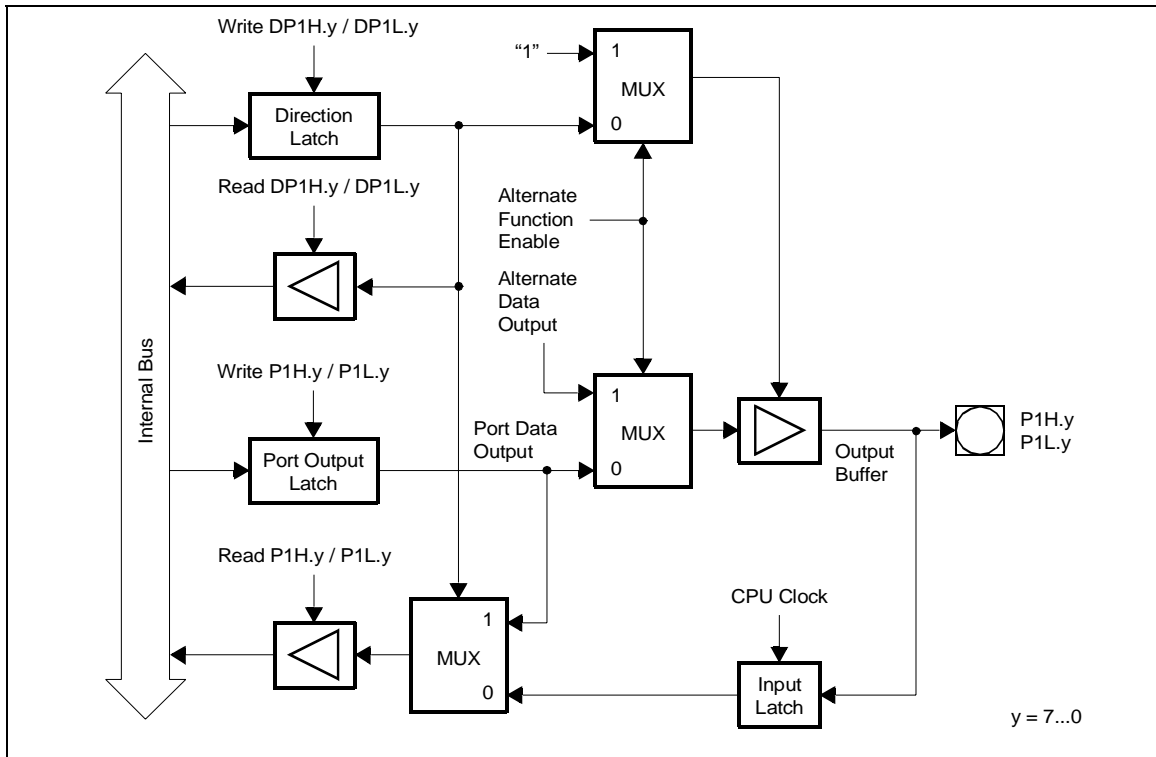 Write DP1H.y / DP1L.y
“1”
1
MUX
0
Direction
Latch
Read DP1H.y / DP1L.y
Alternate
Function
Enable
Alternate
Data
Output
Internal Bus
Write P1H.y / P1L.y
1
MUX
0
Port Data
Output
Port Output
Latch
Output
Buffer
P1H.y
P1L.y
Read P1H.y / P1L.y
CPU Clock
1
MUX
0
Input
Latch
y = 7...0